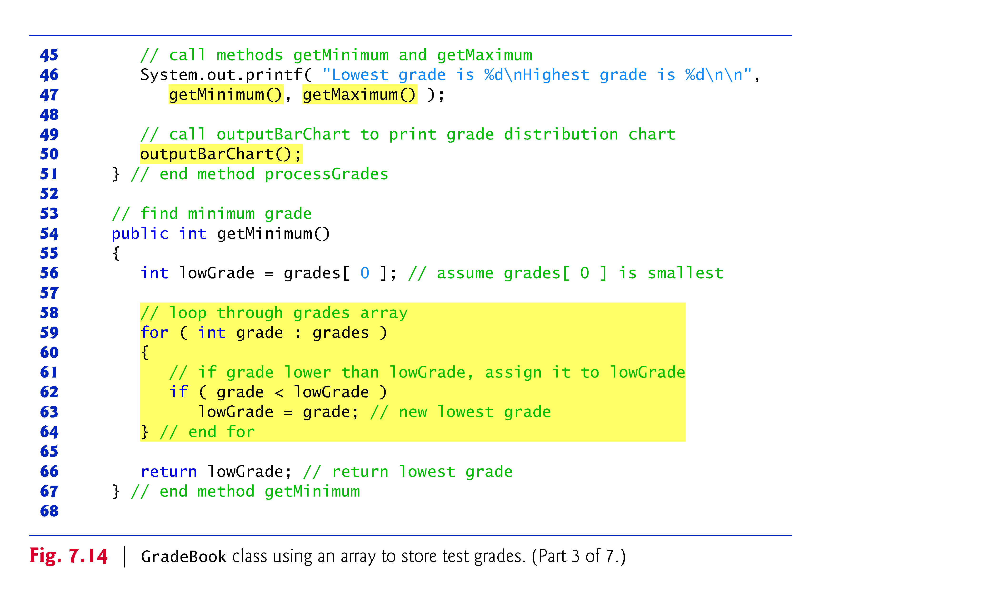 45 // call methods getMinimum and getMaximum
46 System.out.printf( "Lowest grade is %d\nHighest grade is %d\n\n",
47 getMinimum(), getMaximum() );
48
49 // call outputBarChart to print grade distribution chart
50 outputBarChart();
51 } // end method processGrades
52
53 // find minimum grade
54 public int getMinimum()
55 {
56 int lowGrade = grades[ 0 ]; // assume grades[ 0 ] is smallest
57
58 // loop through grades array
59 for ( int grade : grades )
60 {
61 // if grade lower than lowGrade, assign it to lowGrade
62 if ( grade < lowGrade )
63 lowGrade = grade; // new lowest grade
64 } // end for
65
66 return lowGrade; // return lowest grade
67 } // end method getMinimum
68
Fig. 7.14 | GradeBook class using an array to store test grades. (Part 3 of 7.)